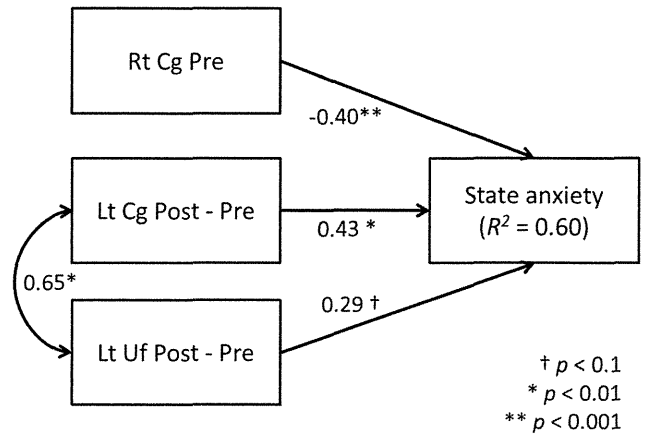 Rt Cg Pre
-0.40**
Lt Cg Post - Pre
0.43 *
State anxiety
(R² = 0.60)
0.65*
0.29 †
Lt Uf Post - Pre
† p < 0.1
* p < 0.01
** p < 0.001